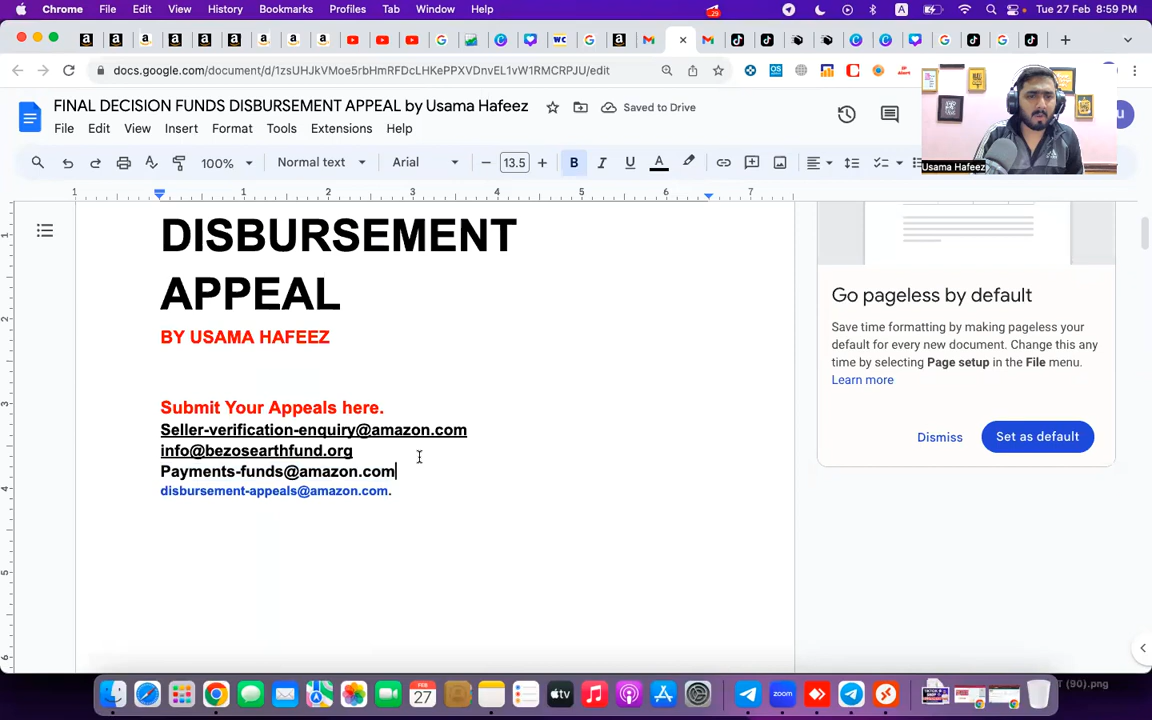 Chrome File Edit View History Bookmarks Profiles Tab Window Help Tue 27 Feb 8:59 PM
docs.google.com/document/d/1zsUHJkVMoe5rbHmRFDcLHKePPXVDnvEL1vW1RMCRPJU/edit
FINAL DECISION FUNDS DISBURSEMENT APPEAL by Usama Hafeez Saved to Drive
File Edit View Insert Format Tools Extensions Help
100% Normal text Arial 13.5
Usama Hafeez
DISBURSEMENT
APPEAL
BY USAMA HAFEEZ
Submit Your Appeals here.
Seller-verification-enquiry@amazon.com
info@bezosearthfund.org
Payments-funds@amazon.com
disbursement-appeals@amazon.com.
Go pageless by default
Save time formatting by making pageless your
default for every new document. Change this any
time by selecting Page setup in the File menu.
Learn more
Dismiss Set as default
T (90).png